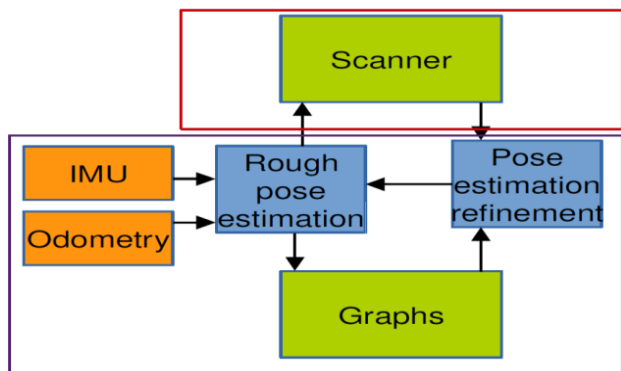 Scanner
IMU
Odometry
Rough
pose
estimation
Pose
estimation
refinement
Graphs